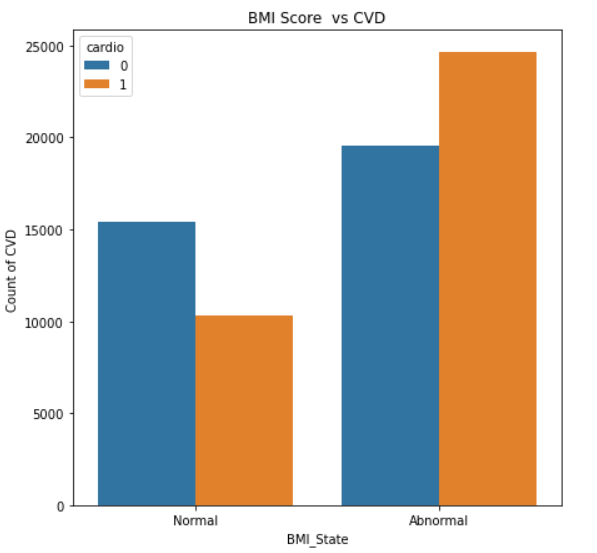 BMI Score  vs CVD
cardio
0
1
25000
20000
15000
10000
5000
0
Count of CVD
Normal
Abnormal
BMI_State